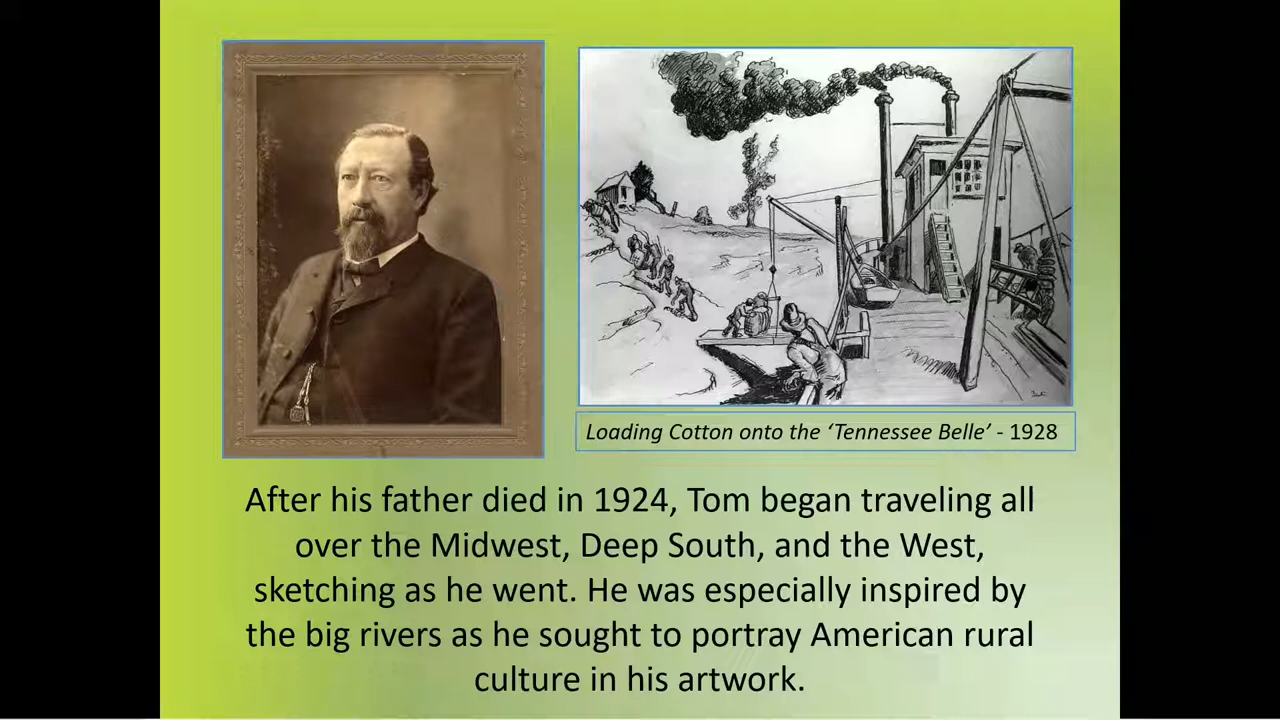 Loading Cotton onto the ‘Tennessee Belle’ - 1928
After his father died in 1924, Tom began traveling all
over the Midwest, Deep South, and the West,
sketching as he went. He was especially inspired by
the big rivers as he sought to portray American rural
culture in his artwork.